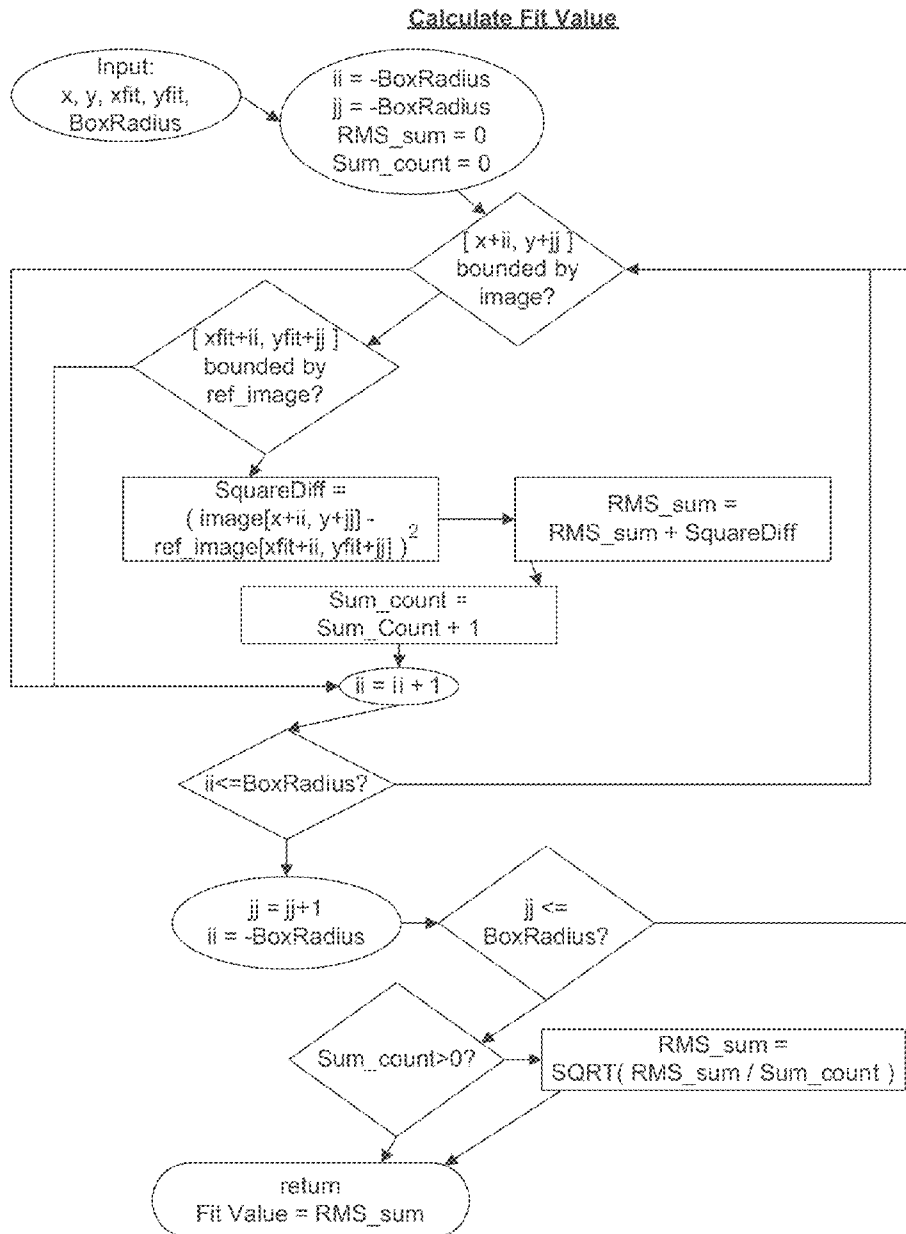 Calculate Fit Value
Input:
x, y, xfit, yfit,
BoxRadius
ii = -BoxRadius
jj = -BoxRadius
RMS_sum = 0
Sum_count = 0
[ x+ii, y+jj ]
bounded by
image?
[ xfit+ii, yfit+jj ]
bounded by
ref_image?
SquareDiff =
( image[x+ii, y+jj] -
ref_image[xfit+ii, yfit+jj] )2
RMS_sum =
RMS_sum + SquareDiff
Sum_count =
Sum_Count + 1
ii = ii + 1
ii<=BoxRadius?
jj = jj+1
ii = -BoxRadius
jj <=
BoxRadius?
Sum_count>0?
RMS_sum =
SQRT( RMS_sum / Sum_count )
return
Fit Value = RMS_sum